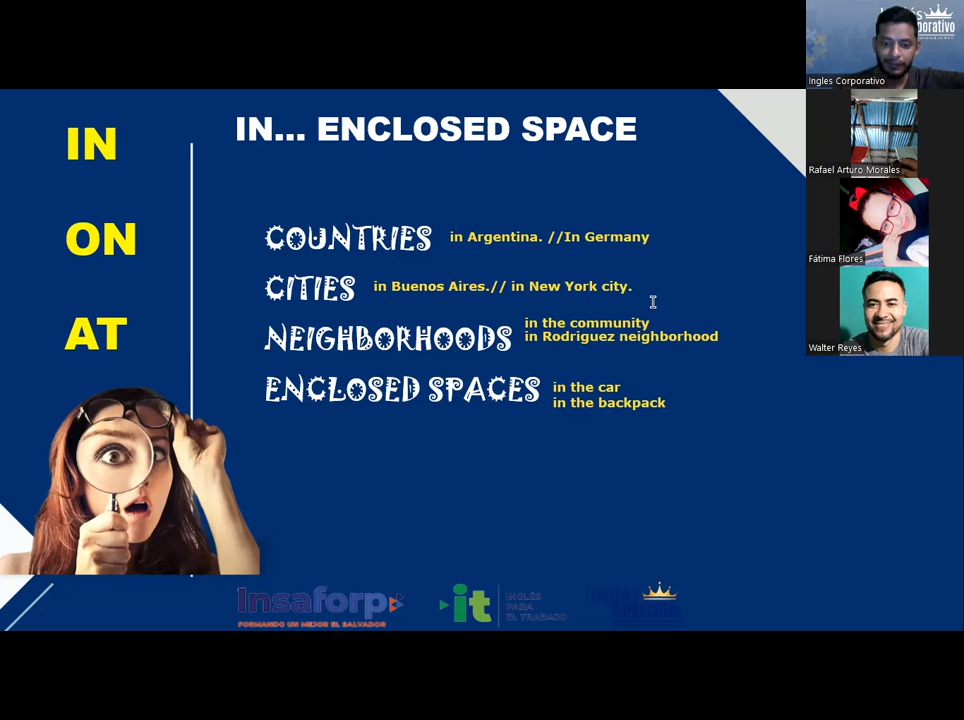 Inglés
Corporativo
Ingles Corporativo
Rafael Arturo Morales
Fátima Flores
Walter Reyes
IN
ON
AT
IN... ENCLOSED SPACE
COUNTRIES in Argentina. //In Germany
CITIES in Buenos Aires.// in New York city.
NEIGHBORHOODS in the community
in Rodriguez neighborhood
ENCLOSED SPACES in the car
in the backpack
Insaforp
FORMANDO UN MEJOR EL SALVADOR
it
INGLÉS
PARA
EL TRABAJO
Inglés
Corporativo